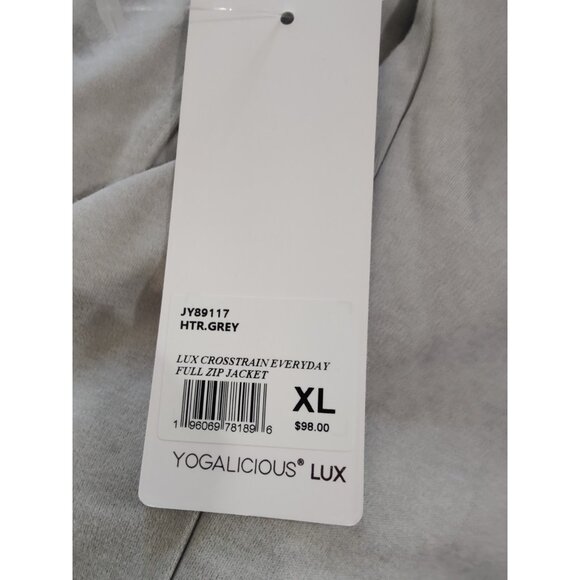 JY89117
HTR.GREY
LUX CROSSTRAIN EVERYDAY
FULL ZIP JACKET
XL
$98.00
1 96069 78189 6
YOGALICIOUS® LUX